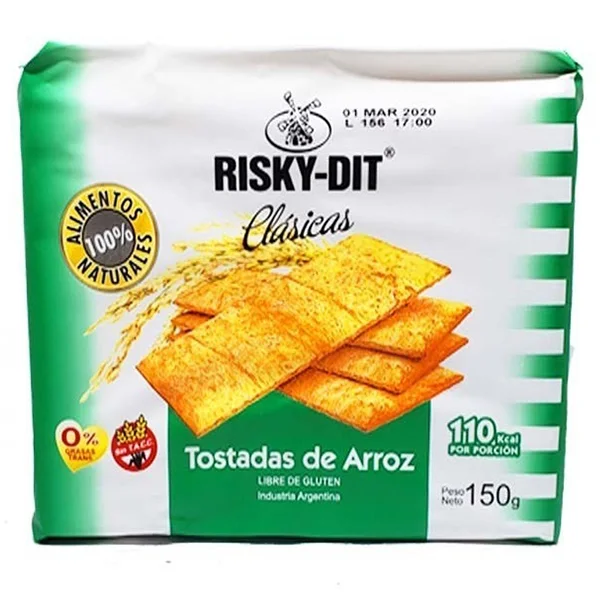 01 MAR 2020
L 156 17:00
RISKY-DIT®
Clásicas
ALIMENTOS
100%
NATURALES
0%
GRASAS
TRANS
Sin T.A.C.C.
Tostadas de Arroz
LIBRE DE GLUTEN
Industria Argentina
110 Kcal
POR PORCIÓN
Peso
Neto 150g